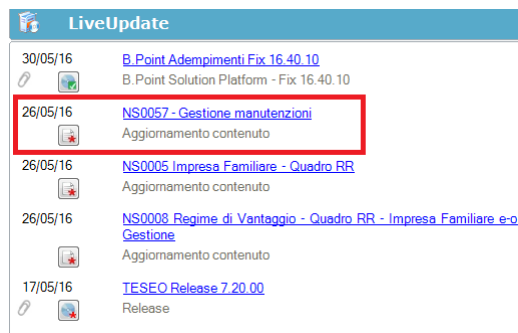 LiveUpdate
30/05/16 B.Point Adempimenti Fix 16.40.10
B.Point Solution Platform - Fix 16.40.10
26/05/16 NS0057 - Gestione manutenzioni
Aggiornamento contenuto
26/05/16 NS0005 Impresa Familiare - Quadro RR
Aggiornamento contenuto
26/05/16 NS0008 Regime di Vantaggio - Quadro RR - Impresa Familiare e-o
Gestione
Aggiornamento contenuto
17/05/16 TESEO Release 7.20.00
Release